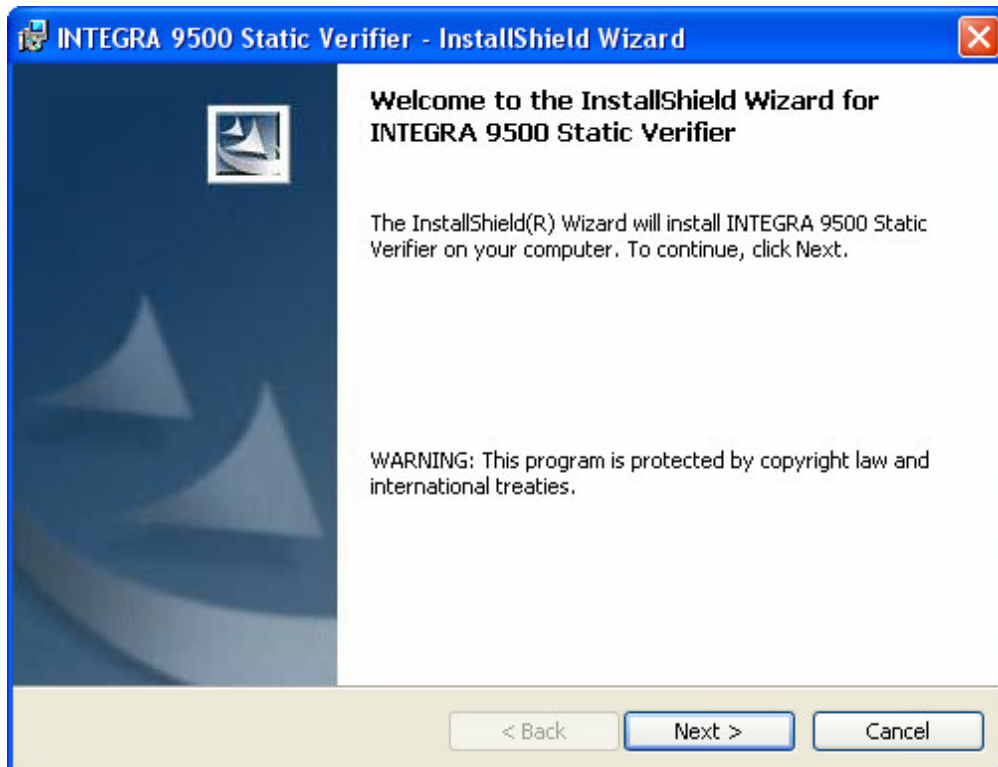 INTEGRA 9500 Static Verifier - InstallShield Wizard
Welcome to the InstallShield Wizard for
INTEGRA 9500 Static Verifier
The InstallShield(R) Wizard will install INTEGRA 9500 Static
Verifier on your computer. To continue, click Next.
WARNING: This program is protected by copyright law and
international treaties.
< Back
Next >
Cancel